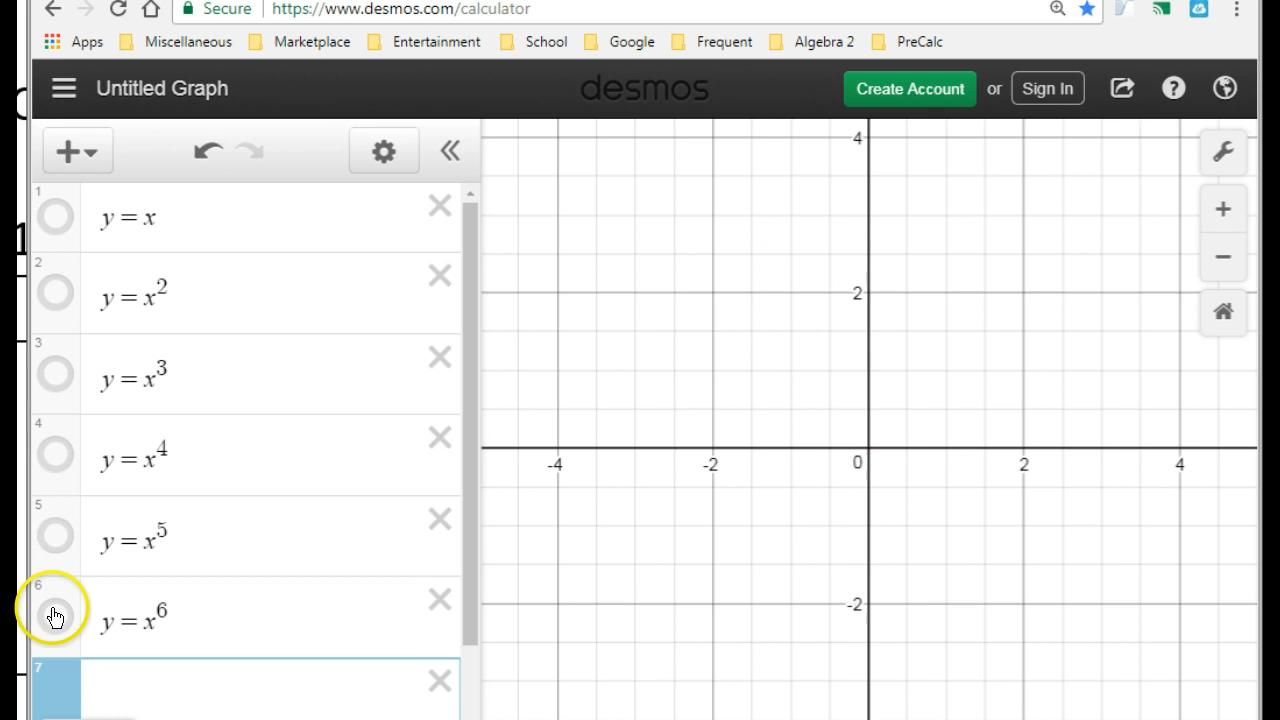 Secure https://www.desmos.com/calculator
Apps Miscellaneous Marketplace Entertainment School Google Frequent Algebra 2 PreCalc
Untitled Graph desmos Create Account or Sign In ?
1
y = x
2
y = x²
3
y = x³
4
y = x⁴
5
y = x⁵
6
y = x⁶
7
4
2
-4 -2 0 2 4
-2